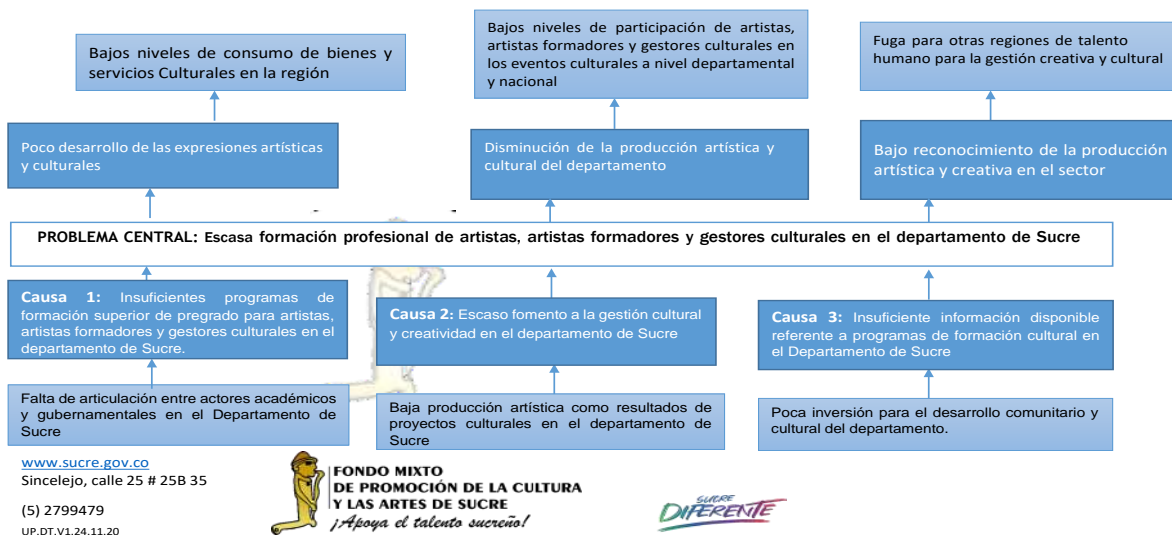 Bajos niveles de consumo de bienes y
servicios Culturales en la región
Bajos niveles de participación de artistas,
artistas formadores y gestores culturales en
los eventos culturales a nivel departamental
y nacional
Fuga para otras regiones de talento
humano para la gestión creativa y cultural
Poco desarrollo de las expresiones artísticas
y culturales
Disminución de la producción artística y
cultural del departamento
Bajo reconocimiento de la producción
artística y creativa en el sector
PROBLEMA CENTRAL: Escasa formación profesional de artistas, artistas formadores y gestores culturales en el departamento de Sucre
Causa 1: Insuficientes programas de
formación superior de pregrado para artistas,
artistas formadores y gestores culturales en el
departamento de Sucre.
Causa 2: Escaso fomento a la gestión cultural
y creatividad en el departamento de Sucre
Causa 3: Insuficiente información disponible
referente a programas de formación cultural en
el Departamento de Sucre
Falta de articulación entre actores académicos
y gubernamentales en el Departamento de
Sucre
Baja producción artística como resultados de
proyectos culturales en el departamento de
Sucre
Poca inversión para el desarrollo comunitario y
cultural del departamento.
www.sucre.gov.co
Sincelejo, calle 25 # 25B 35
(5) 2799479
UP.DT.V1.24.11.20
FONDO MIXTO
DE PROMOCIÓN DE LA CULTURA
Y LAS ARTES DE SUCRE
¡Apoya el talento sucreño!
SUCRE
DIFERENTE